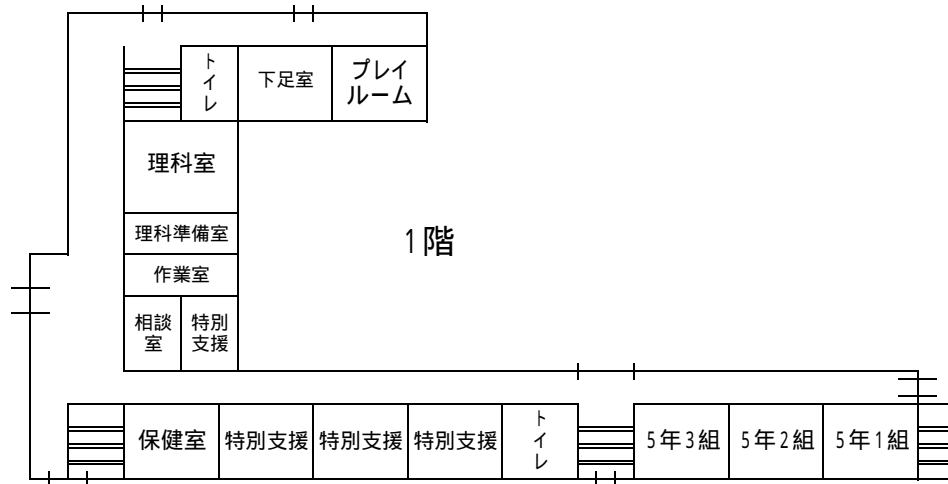 トイレ
下足室
プレイ
ルーム
理科室
理科準備室
1階
作業室
相談
室
特別
支援
保健室
特別支援
特別支援
特別支援
トイレ
5年3組
5年2組
5年1組